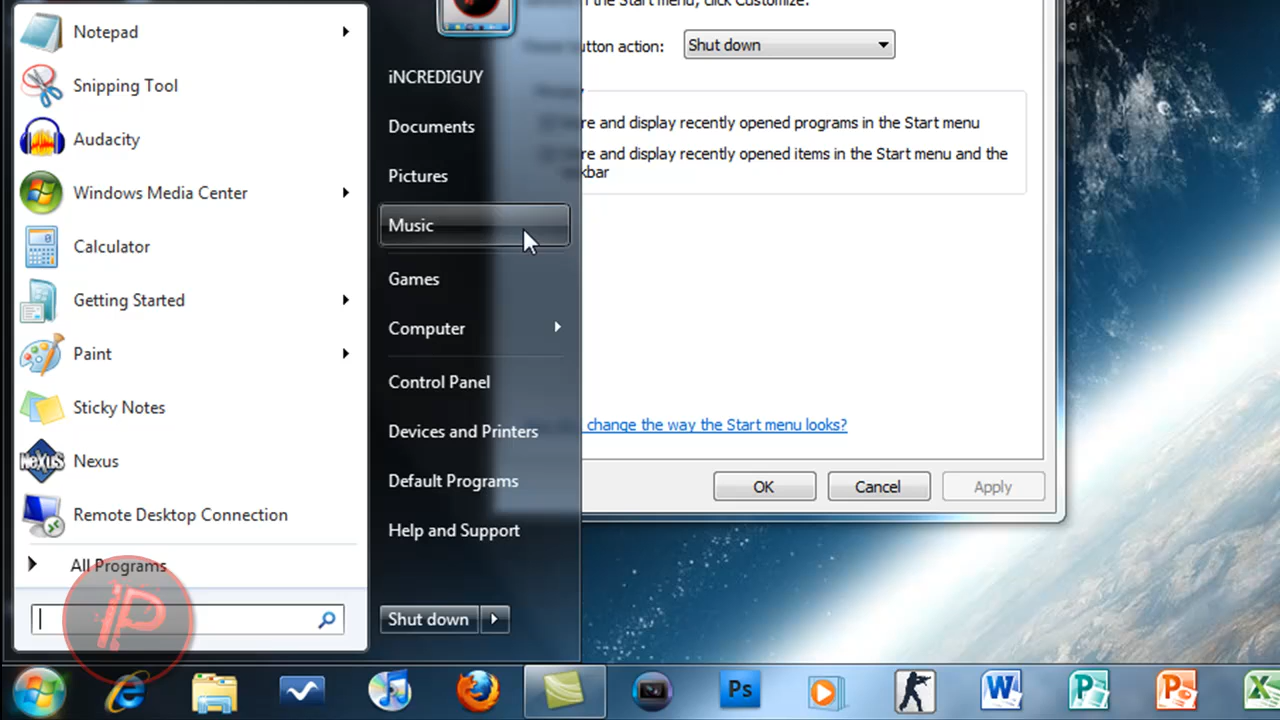 Notepad
Snipping Tool
Audacity
Windows Media Center
Calculator
Getting Started
Paint
Sticky Notes
Nexus
Remote Desktop Connection
All Programs
iNCREDIGUY
Documents
Pictures
Music
Games
Computer
Control Panel
Devices and Printers
Default Programs
Help and Support
Shut down
the Start menu, click Customize.
button action:
Shut down
re and display recently opened programs in the Start menu
re and display recently opened items in the Start menu and the
kbar
change the way the Start menu looks?
OK
Cancel
Apply
NEXUS
iP
Ps
W
P
P
X